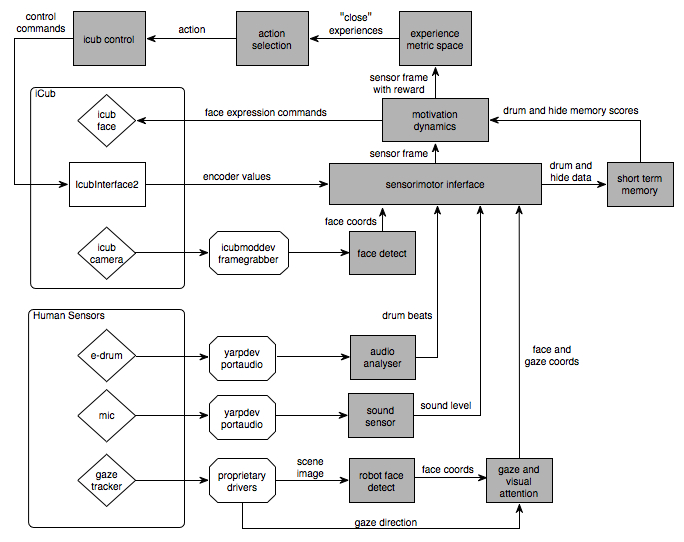 control
commands
icub control
action
action
selection
"close"
experiences
experience
metric space
sensor frame
with reward
iCub
icub
face
face expression commands
motivation
dynamics
drum and hide memory scores
sensor frame
IcubInterface2
encoder values
sensorimotor inferface
drum and
hide data
short term
memory
face coords
icub
camera
icubmoddev
framegrabber
face detect
Human Sensors
drum beats
e-drum
yarpdev
portaudio
audio
analyser
face and
gaze coords
mic
yarpdev
portaudio
sound
sensor
sound level
gaze
tracker
proprietary
drivers
scene
image
robot face
detect
face coords
gaze and
visual
attention
gaze direction